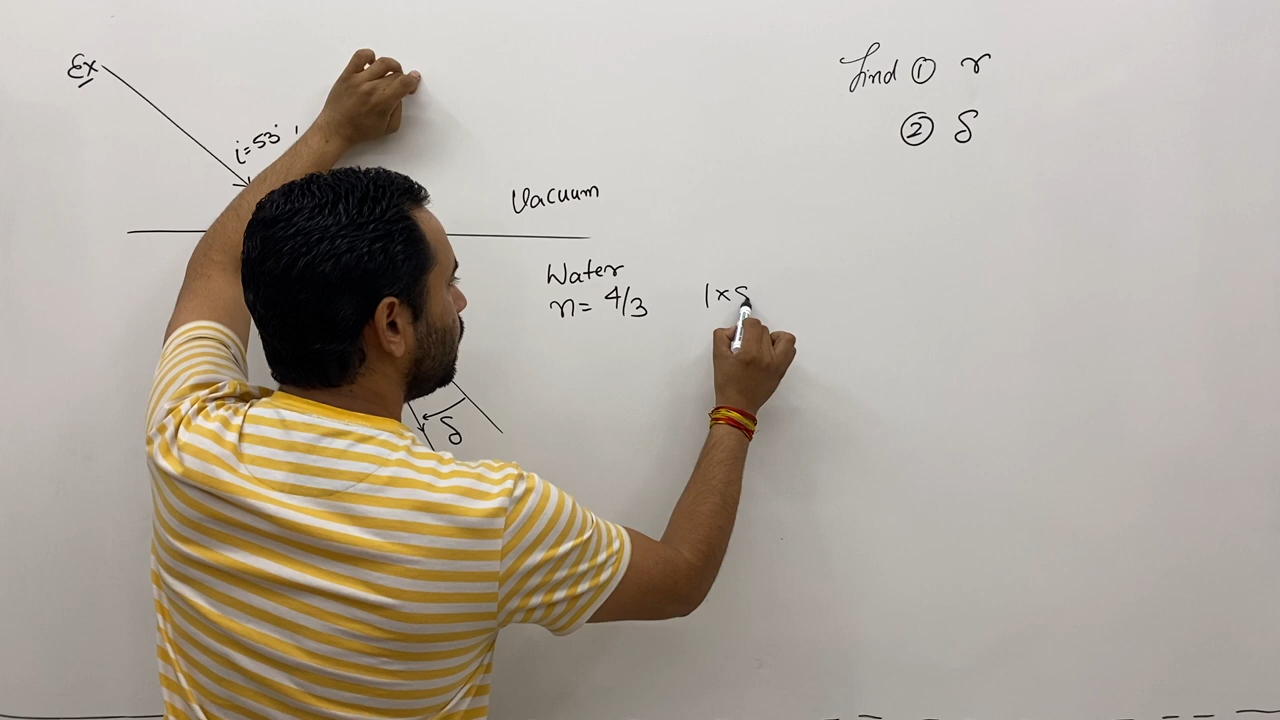 Ex
i=53°
Vacuum
Water
n= 4/3
δ
1×S
find ① r
② δ